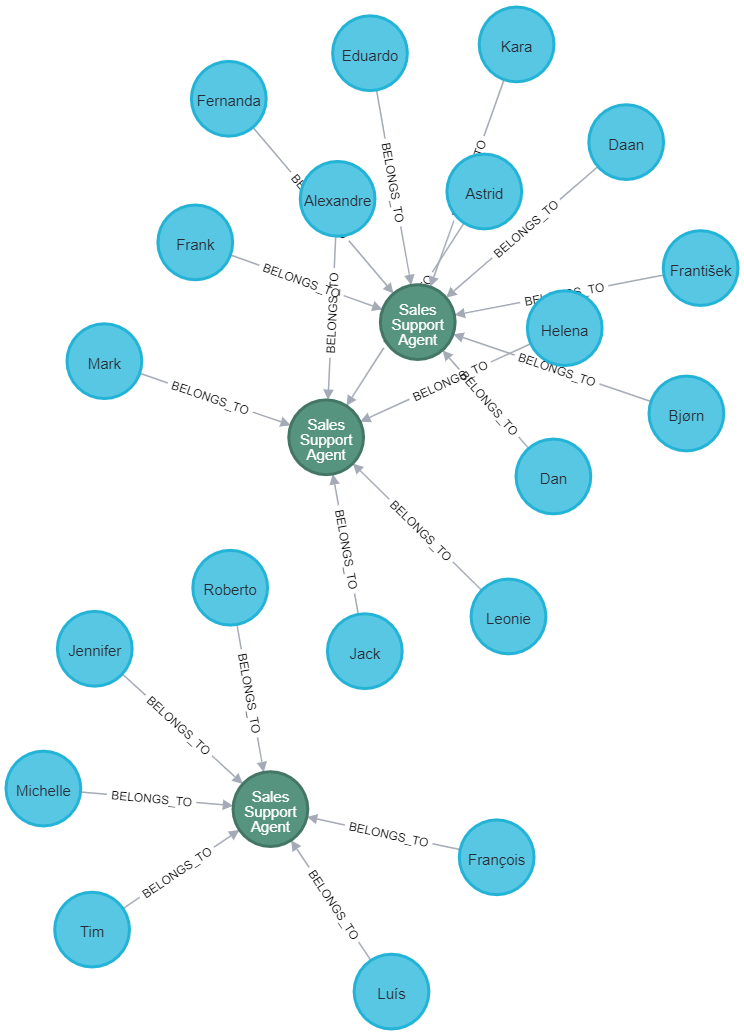 Kara
Eduardo
Fernanda
Daan
BELONGS_TO
TO
Astrid
Alexandre
BELONGS_TO
Frank
BELONGS_TO
František
BELONGS_TO
Sales
Support
Agent
Helena
Mark
BELONGS_TO
BELONGS_TO
BELONGS_TO
BELONGS_TO
BELONGS_TO
Bjørn
Sales
Support
Agent
Dan
BELONGS_TO
BELONGS_TO
Roberto
Leonie
Jennifer
Jack
BELONGS_TO
BELONGS_TO
Michelle
BELONGS_TO
Sales
Support
Agent
BELONGS_TO
François
BELONGS_TO
BELONGS_TO
Tim
Luís